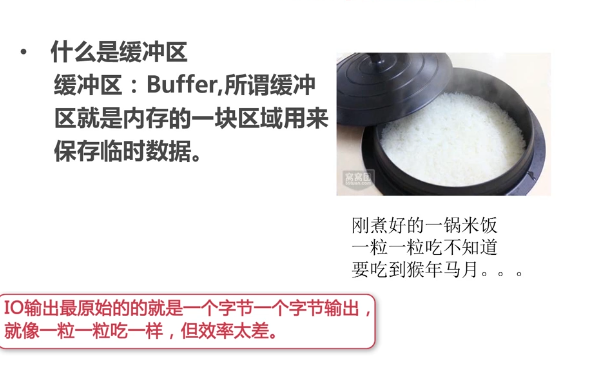 • 什么是缓冲区
缓冲区：Buffer,所谓缓冲
区就是内存的一块区域用来
保存临时数据。
刚煮好的一锅米饭
一粒一粒吃不知道
要吃到猴年马月。。。
IO输出最原始的的就是一个字节一个字节输出，
就像一粒一粒吃一样，但效率太差。